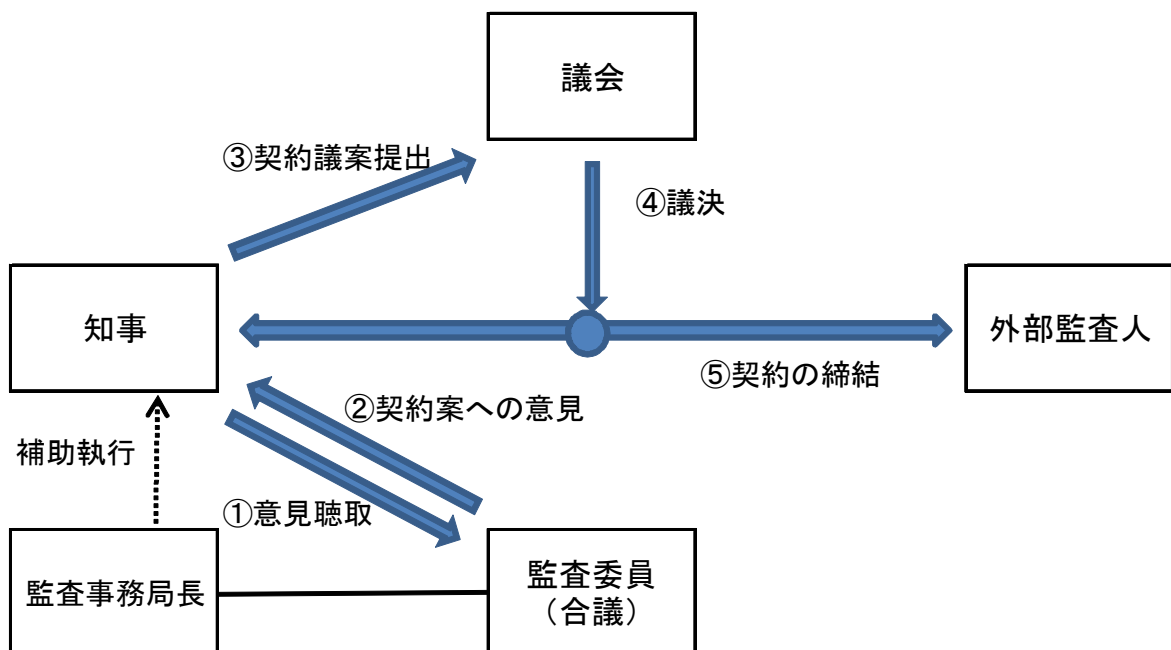 議会
③契約議案提出
④議決
知事
外部監査人
⑤契約の締結
②契約案への意見
補助執行
①意見聴取
監査事務局長
監査委員
（合議）